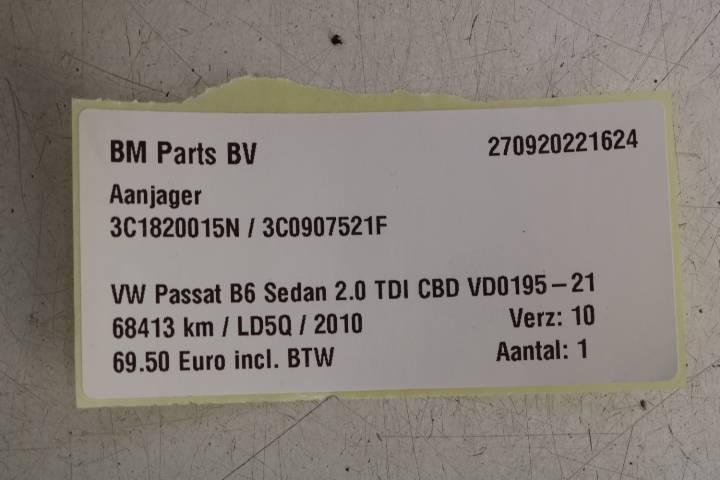 BM Parts BV 270920221624
Aanjager
3C1820015N / 3C0907521F
VW Passat B6 Sedan 2.0 TDI CBD VD0195-21
68413 km / LD5Q / 2010 Verz: 10
69.50 Euro incl. BTW Aantal: 1